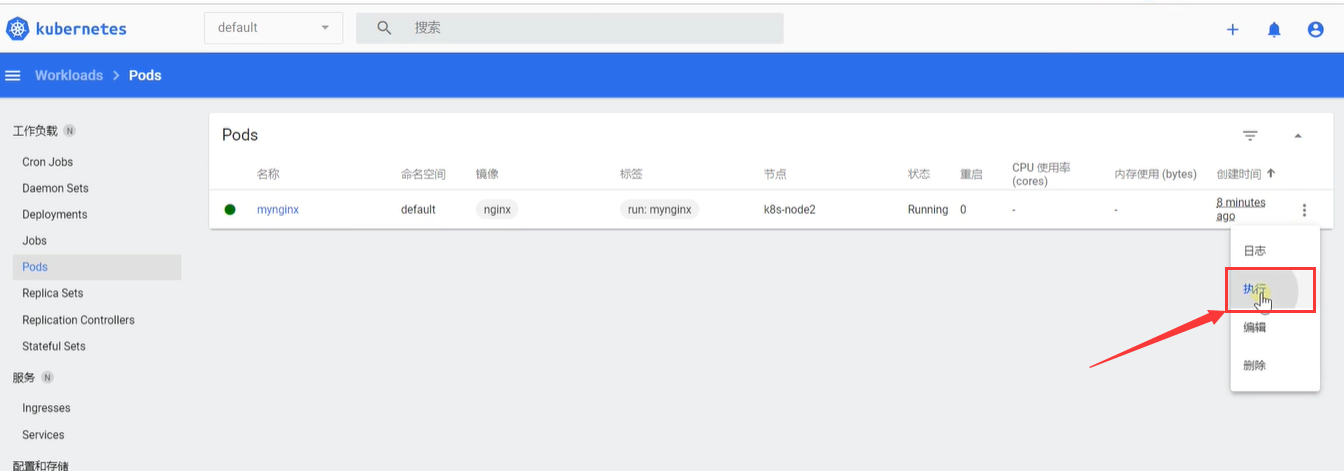 kubernetes
default
搜索
Workloads > Pods
工作负载 N
Cron Jobs
Daemon Sets
Deployments
Jobs
Pods
Replica Sets
Replication Controllers
Stateful Sets
服务 N
Ingresses
Services
配置和存储
Pods
名称 命名空间 镜像 标签 节点 状态 重启 CPU 使用率 (cores) 内存使用 (bytes) 创建时间
mynginx default nginx run: mynginx k8s-node2 Running 0 - - 8 minutes ago
日志
执行
编辑
删除